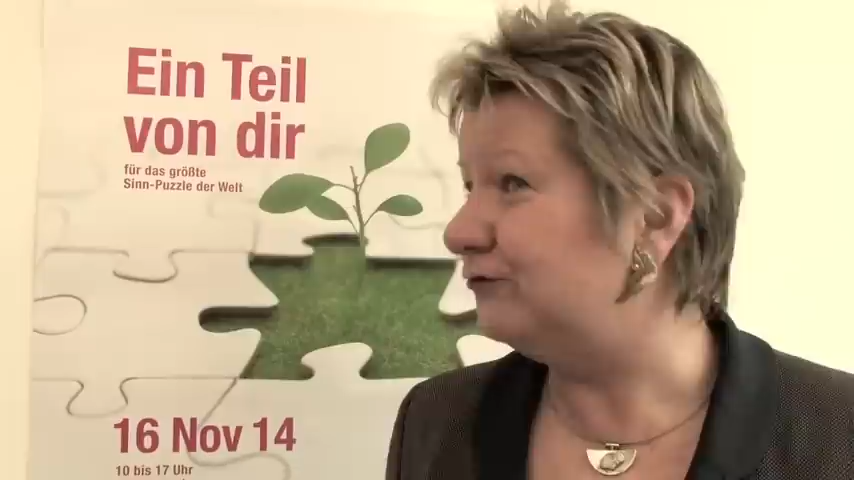 Ein Teil
von dir
für das größte
Sinn-Puzzle der Welt
16 Nov 14
10 bis 17 Uhr